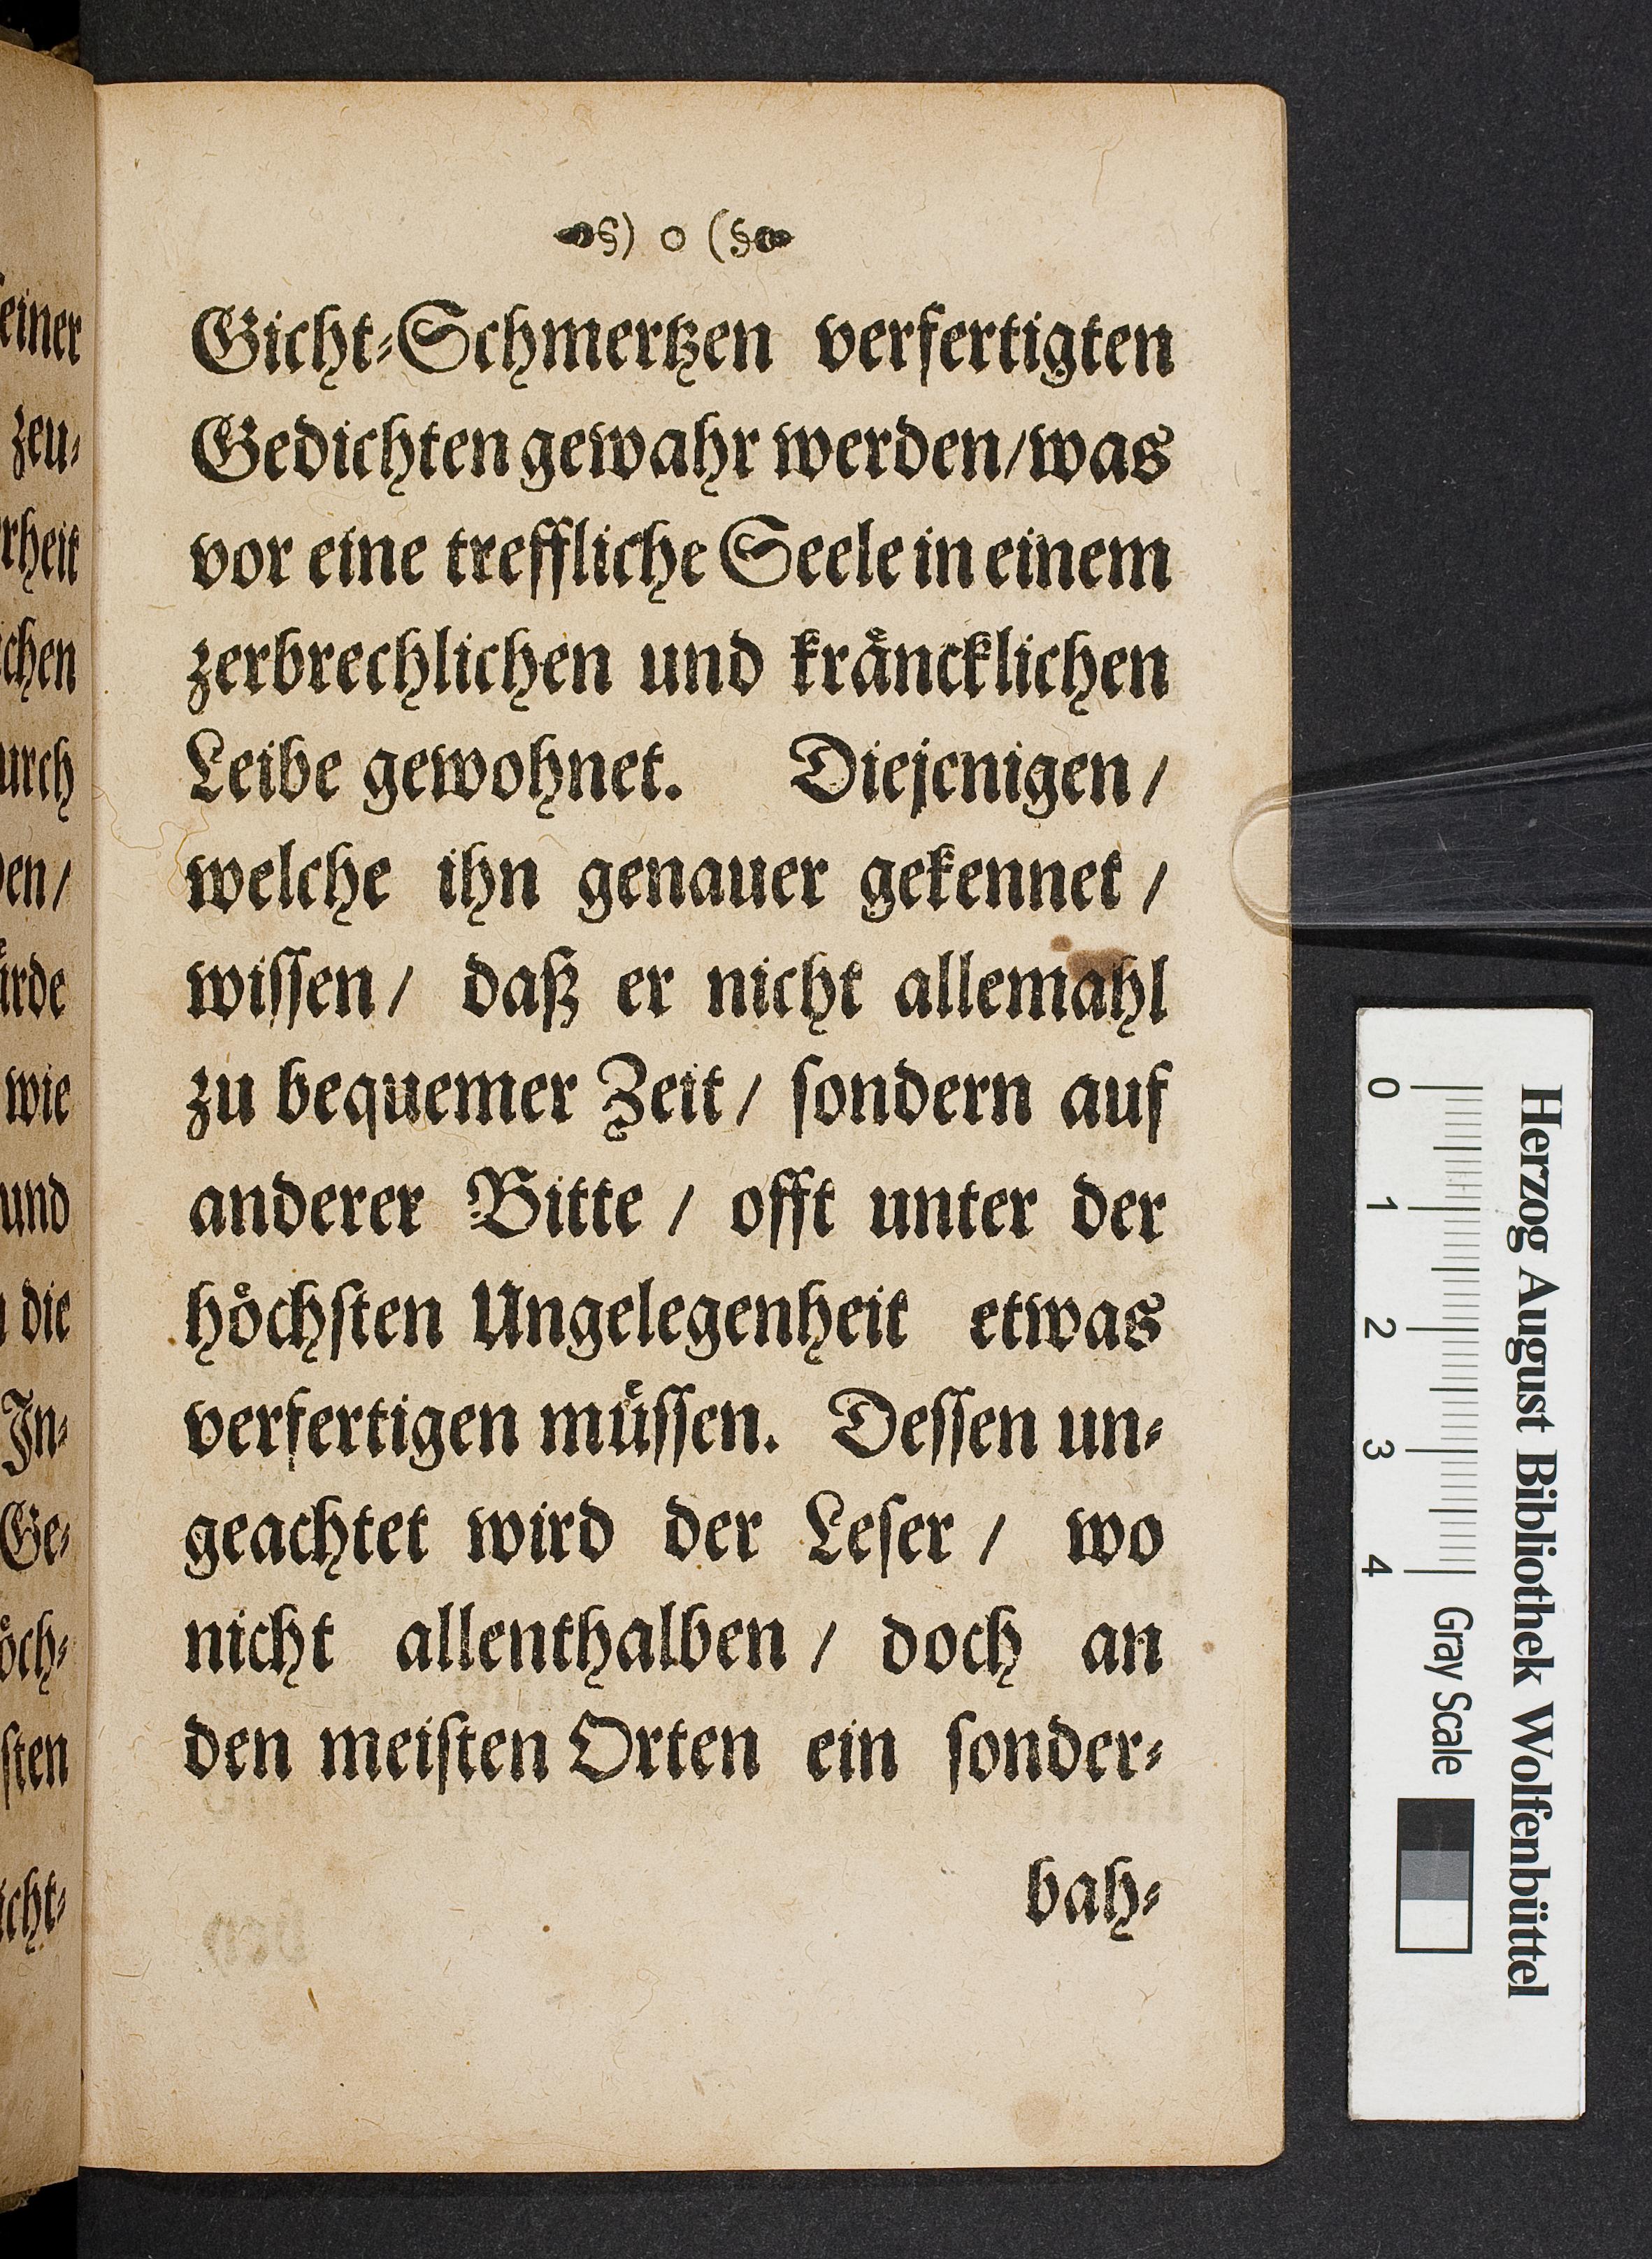 §) o (§
Gicht-Schmertzen verfertigten
Gedichten gewahr werden/was
vor eine treffliche Seele in einem
zerbrechlichen und kräncklichen
Leibe gewohnet. Diejenigen/
welche ihn genauer gekennet/
wissen/ daß er nicht allemahl
zu bequemer Zeit/ sondern auf
anderer Bitte/ offt unter der
höchsten Ungelegenheit etwas
verfertigen müssen. Dessen un-
geachtet wird der Leser/ wo
nicht allenthalben/ doch an
den meisten Orten ein sonder-
bah-
einer
zeu-
rheit
chen
urch
en/
ürde
wie
und
die
In-
Ge-
öch-
sten
icht-
Herzog August Bibliothek Wolfenbüttel
0 1 2 3 4 Gray Scale